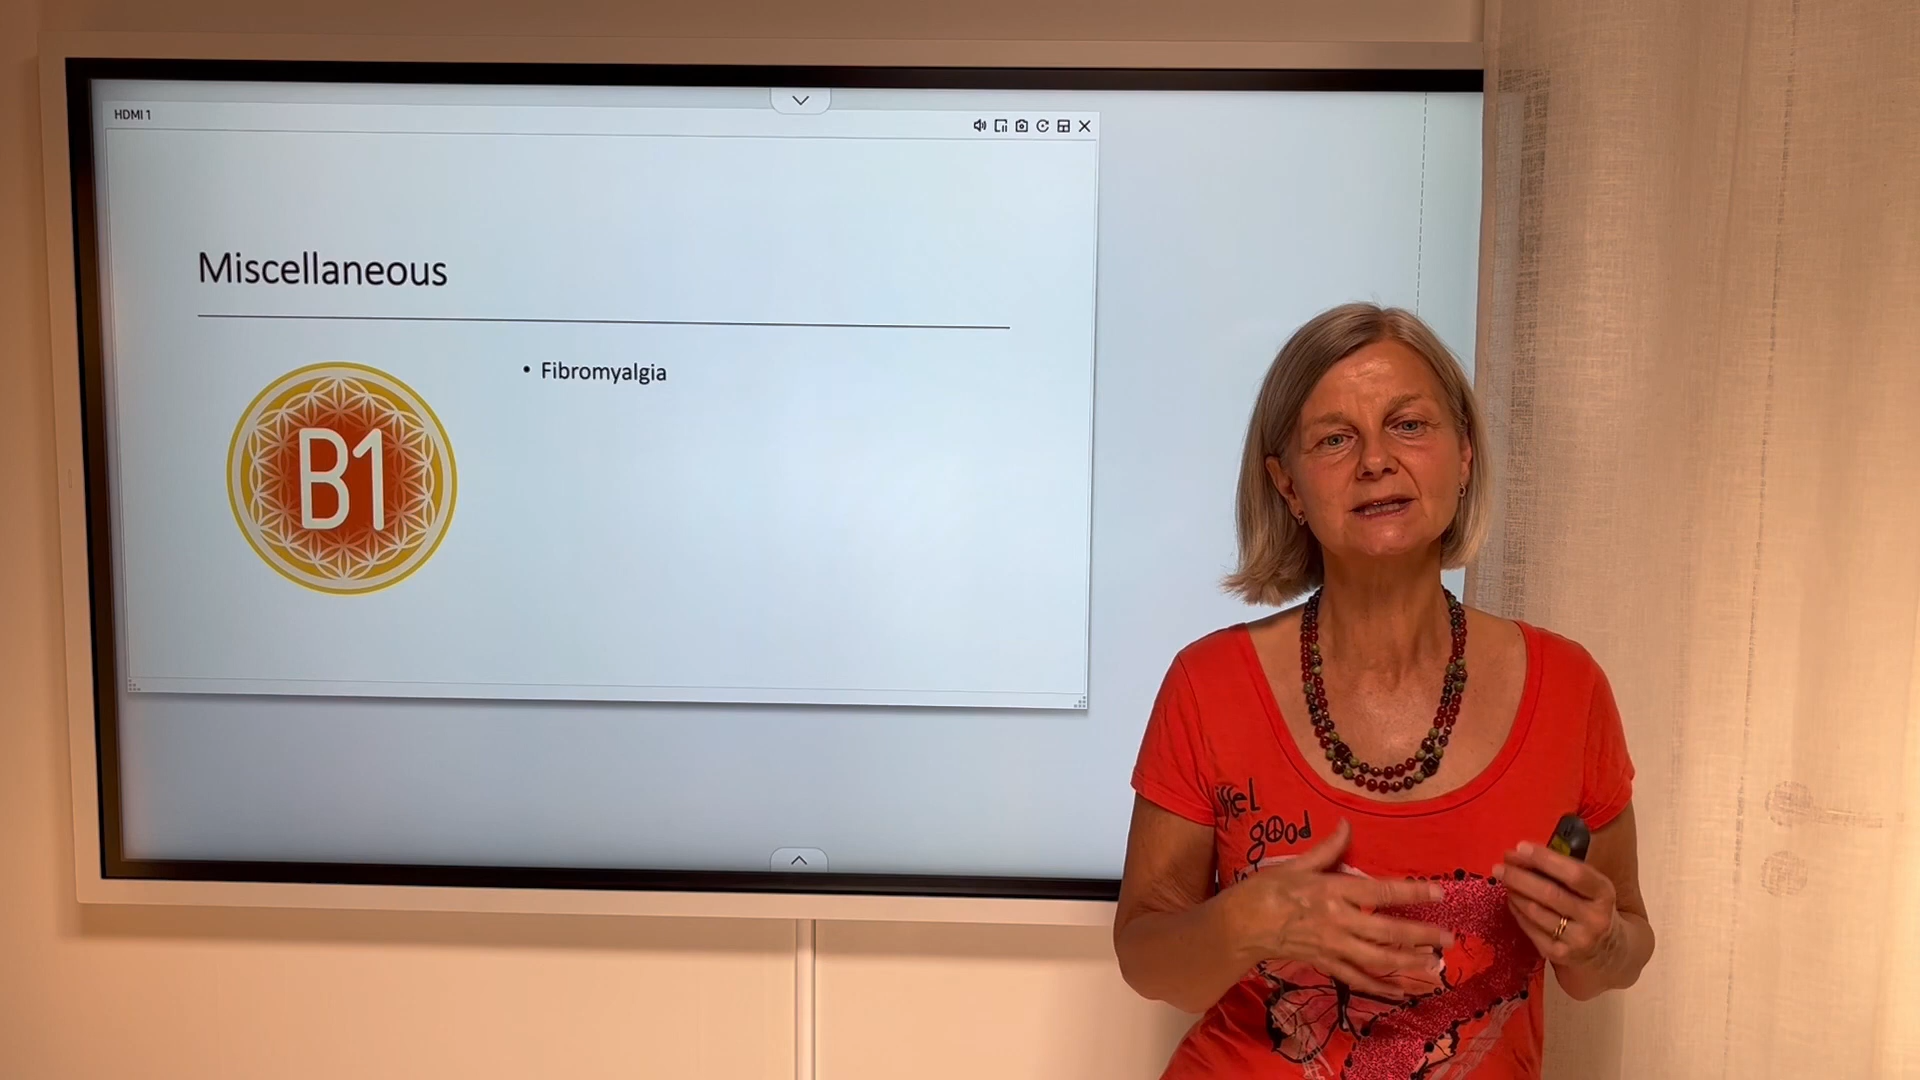 HDMI 1
Miscellaneous
• Fibromyalgia
B1
feel
good